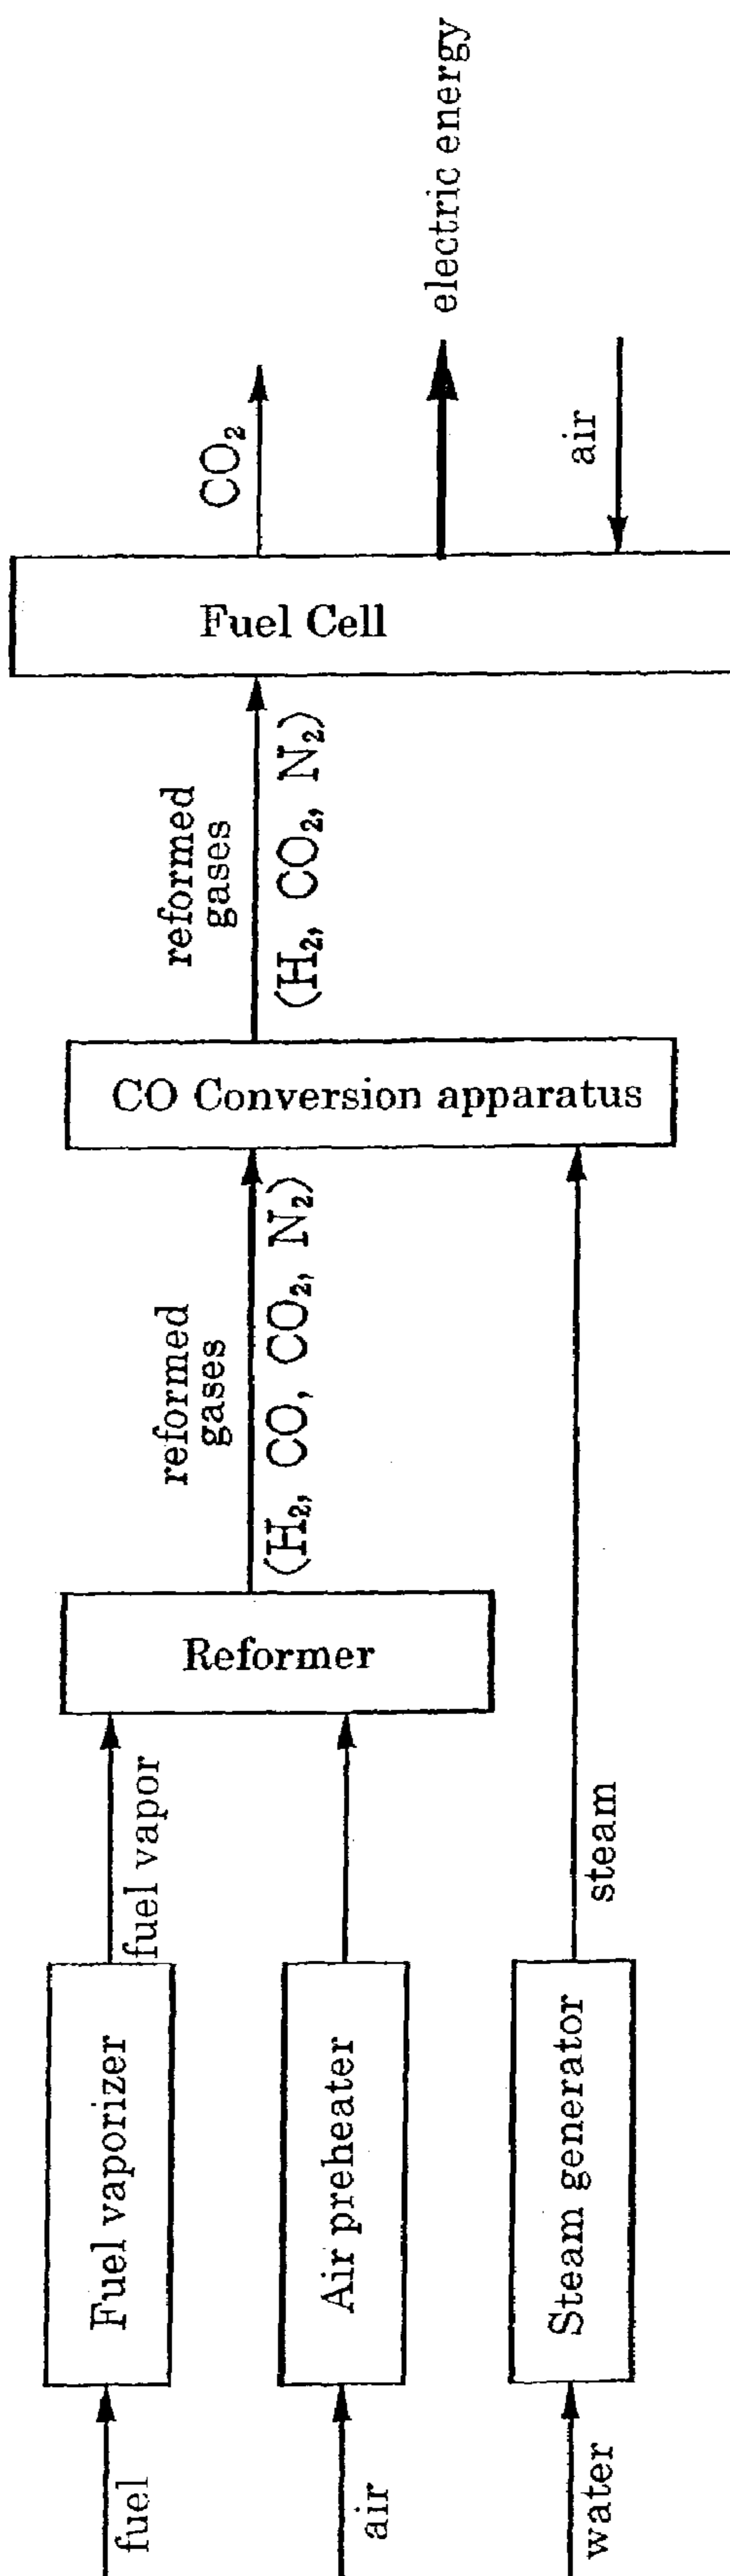 fuel
Fuel vaporizer
fuel vapor
air
Air preheater
water
Steam generator
steam
Reformer
reformed
gases
(H₂, CO, CO₂, N₂)
CO Conversion apparatus
reformed
gases
(H₂, CO₂, N₂)
Fuel Cell
CO₂
electric energy
air